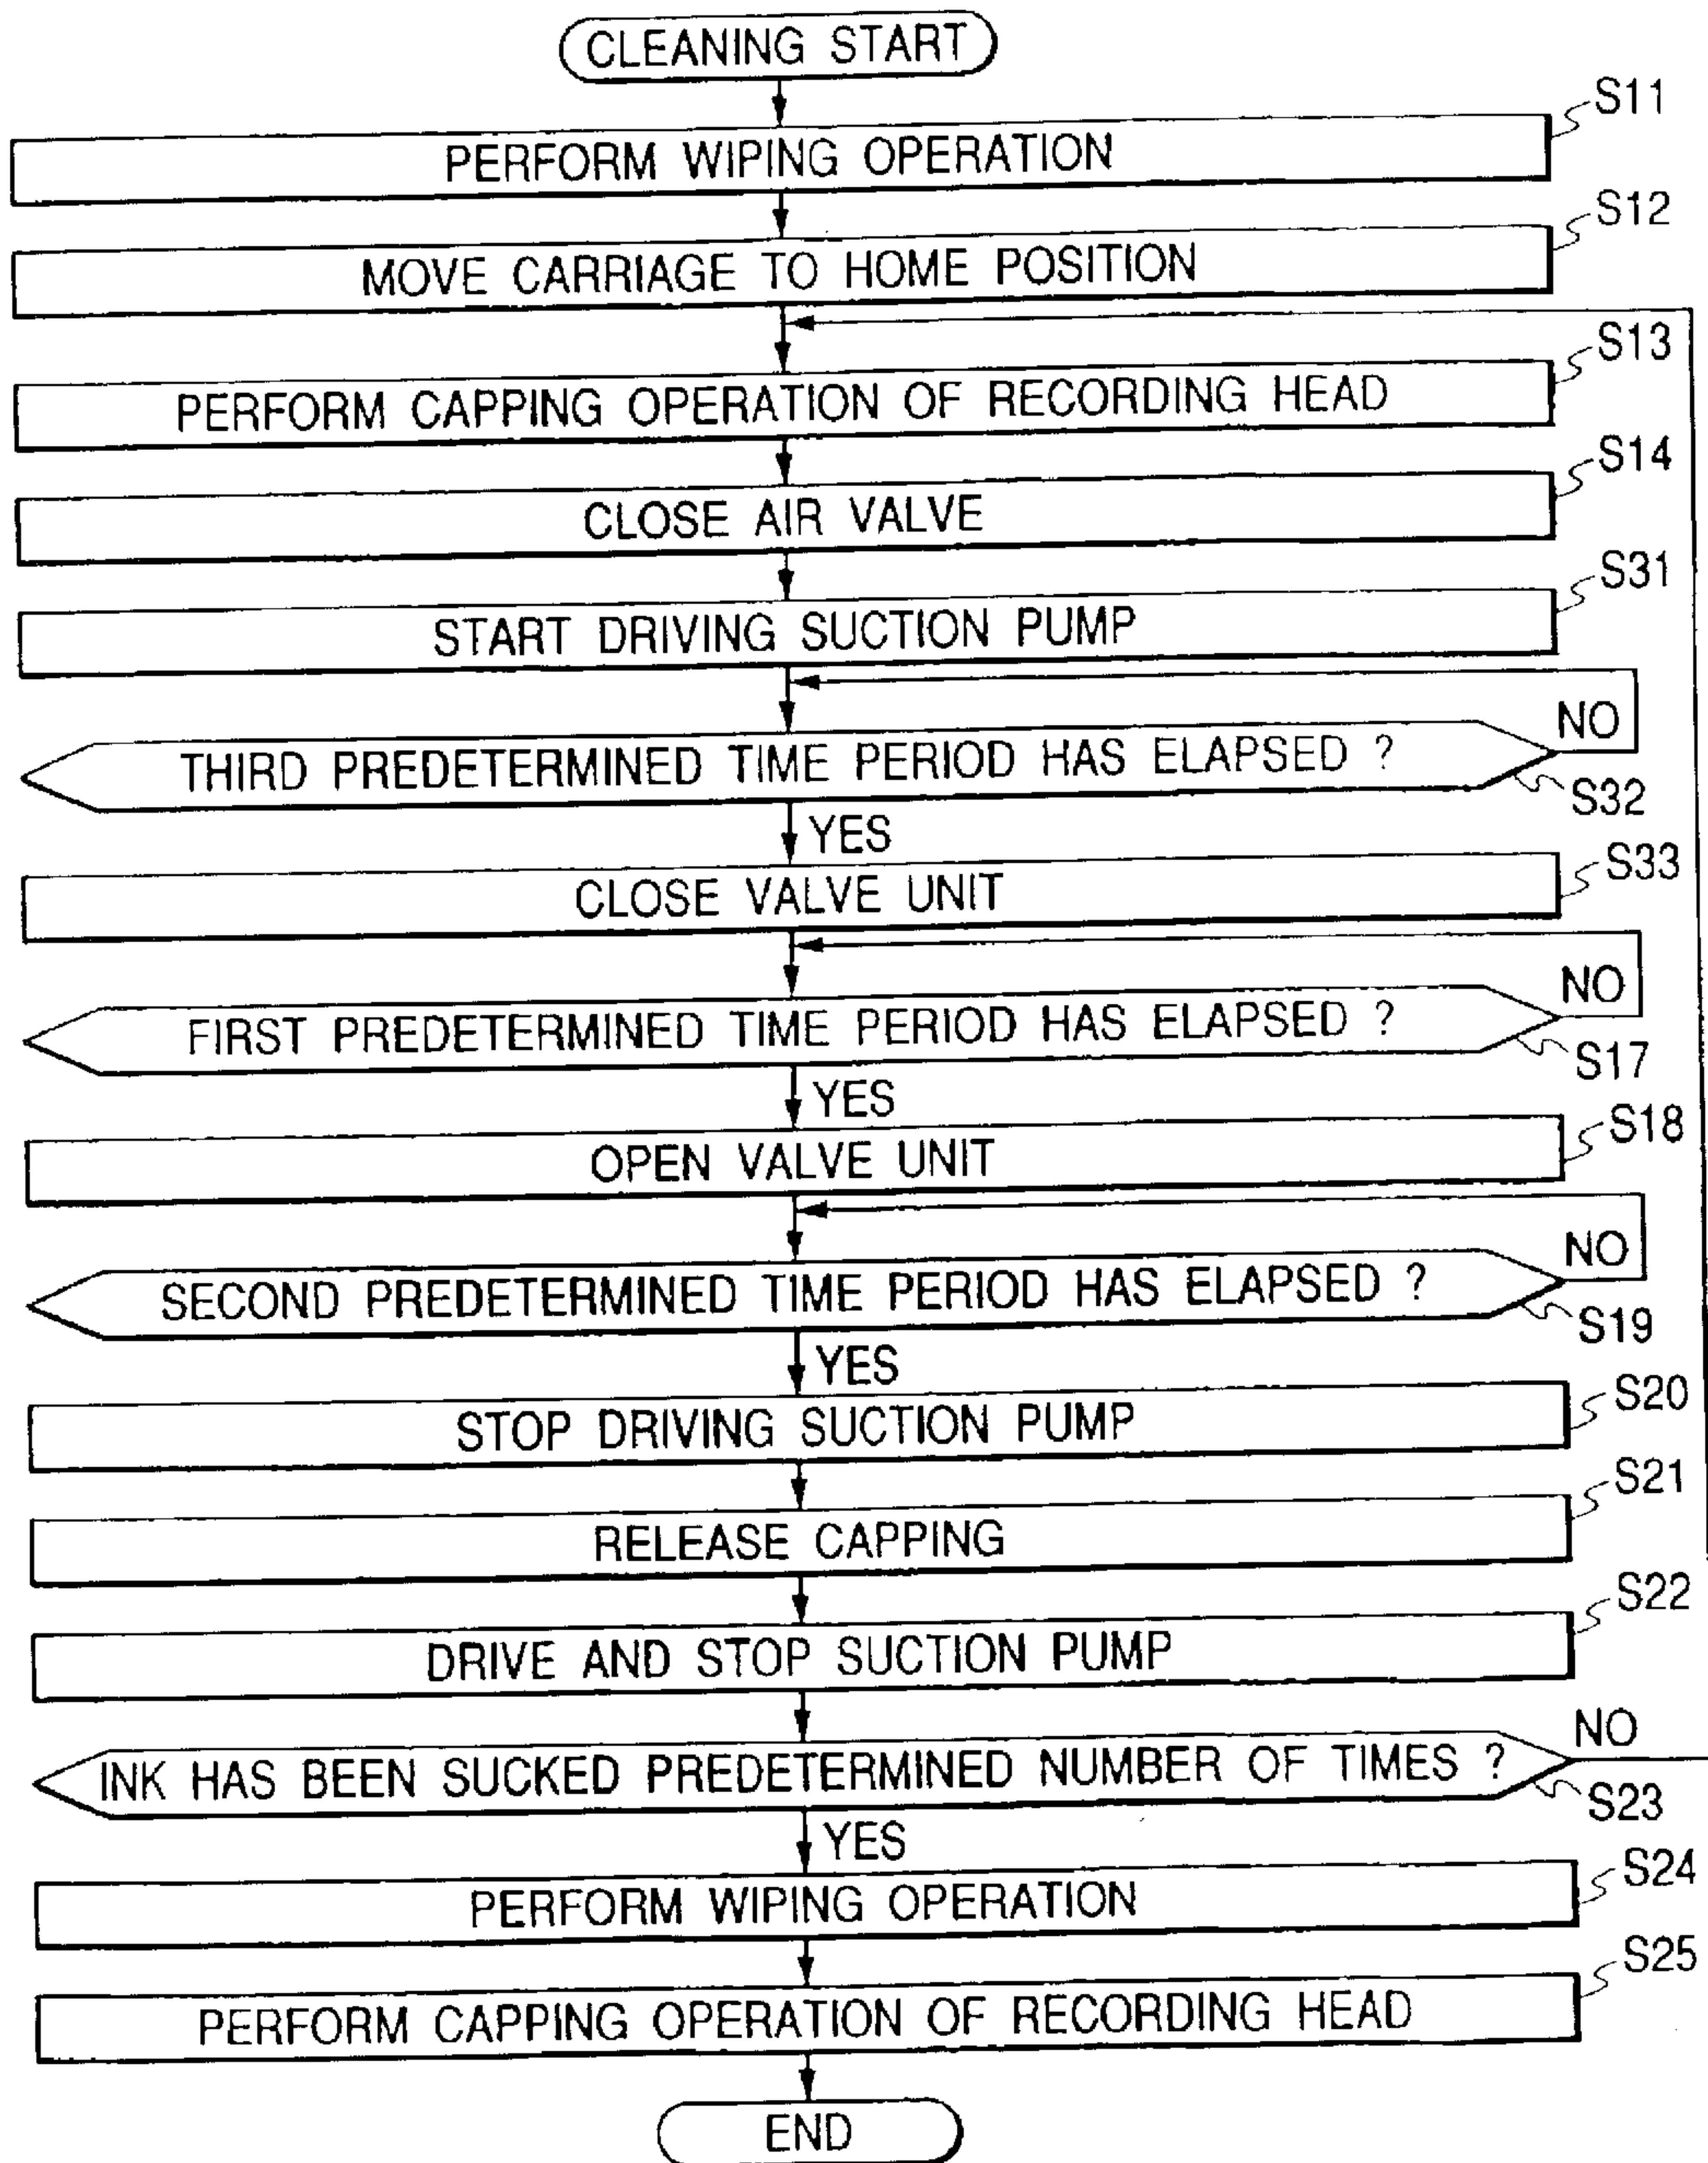 CLEANING START
S11
PERFORM WIPING OPERATION
S12
MOVE CARRIAGE TO HOME POSITION
S13
PERFORM CAPPING OPERATION OF RECORDING HEAD
S14
CLOSE AIR VALVE
S31
START DRIVING SUCTION PUMP
NO
THIRD PREDETERMINED TIME PERIOD HAS ELAPSED ?
S32
YES
S33
CLOSE VALVE UNIT
NO
FIRST PREDETERMINED TIME PERIOD HAS ELAPSED ?
S17
YES
S18
OPEN VALVE UNIT
NO
SECOND PREDETERMINED TIME PERIOD HAS ELAPSED ?
S19
YES
S20
STOP DRIVING SUCTION PUMP
S21
RELEASE CAPPING
S22
DRIVE AND STOP SUCTION PUMP
NO
INK HAS BEEN SUCKED PREDETERMINED NUMBER OF TIMES ?
S23
YES
S24
PERFORM WIPING OPERATION
S25
PERFORM CAPPING OPERATION OF RECORDING HEAD
END